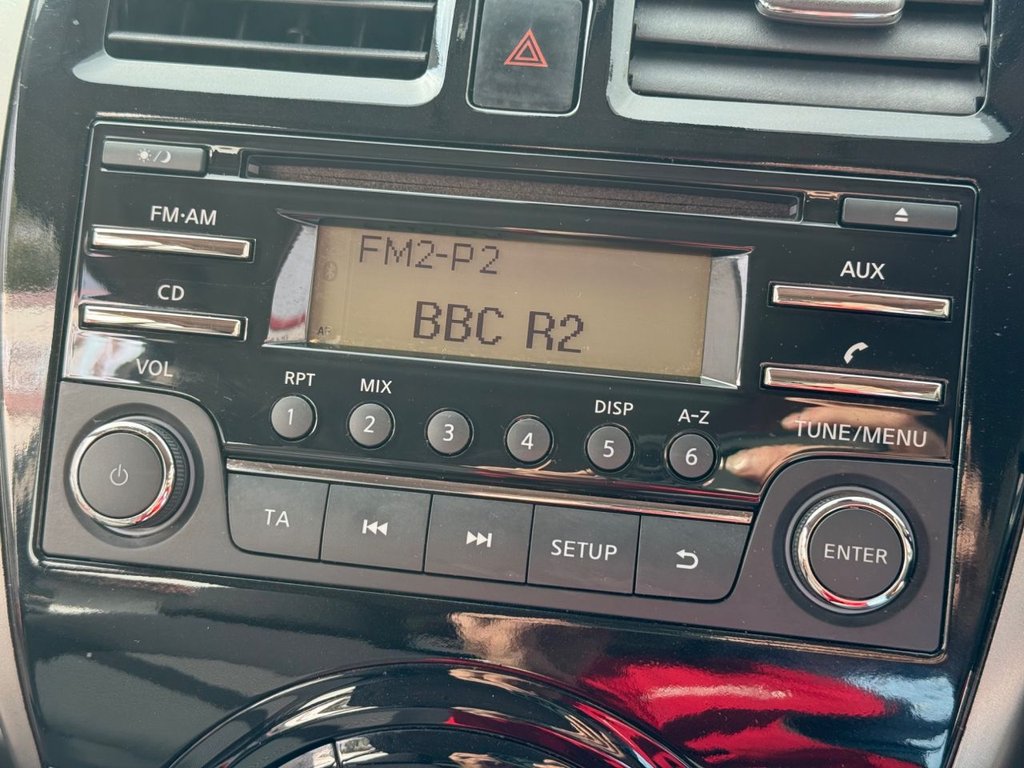 FM·AM
CD
VOL
FM2-P2
BBC R2
AUX
RPT
MIX
DISP
A-Z
1
2
3
4
5
6
TUNE/MENU
TA
SETUP
ENTER